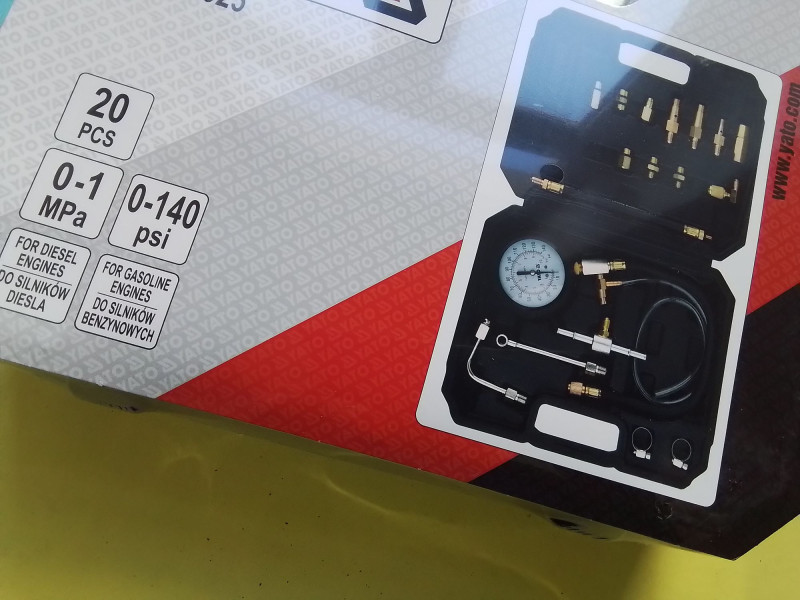 20
PCS
0-1
MPa
0-140
psi
FOR DIESEL
ENGINES
DO SILNIKÓW
DIESLA
FOR GASOLINE
ENGINES
DO SILNIKÓW
BENZYNOWYCH
www.yato.com